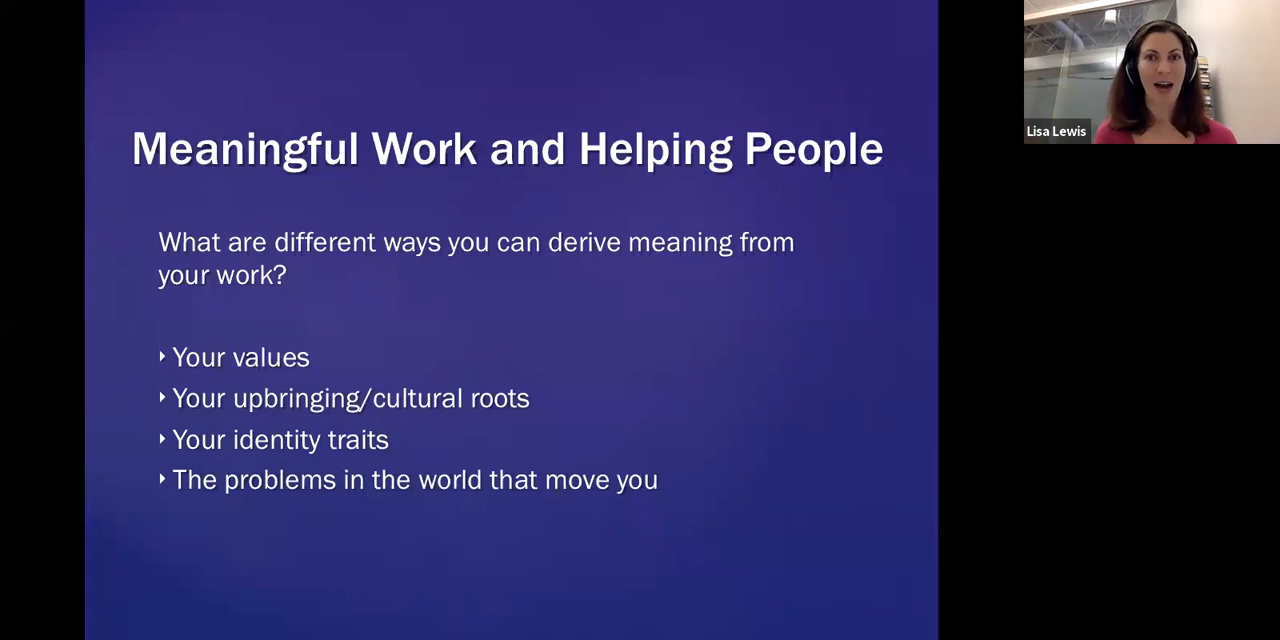 Meaningful Work and Helping People
What are different ways you can derive meaning from
your work?
Your values
Your upbringing/cultural roots
Your identity traits
The problems in the world that move you
Lisa Lewis